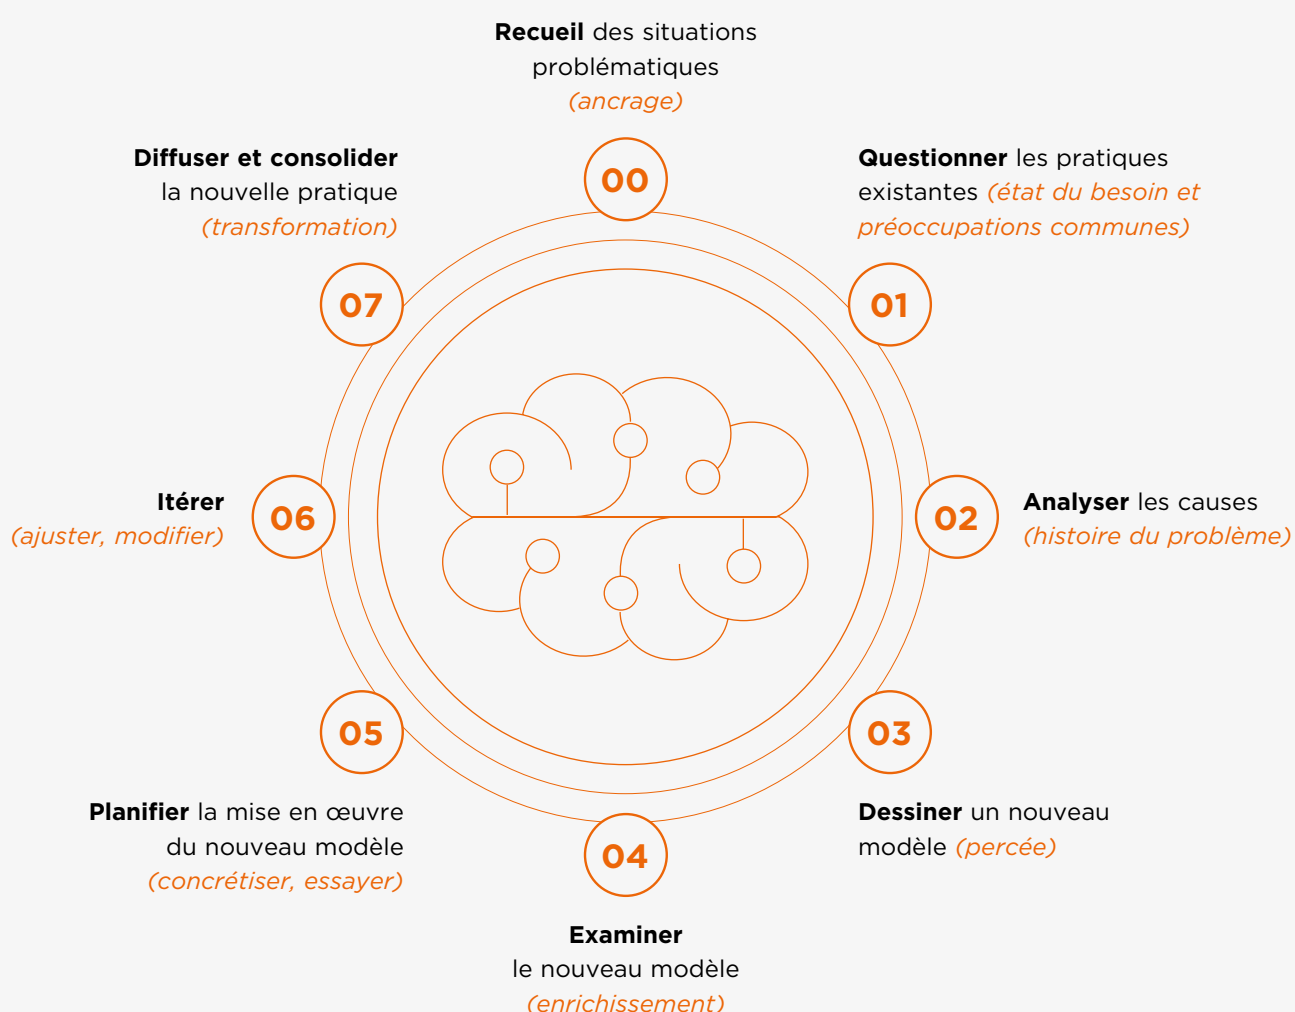 Recueil des situations
problématiques
(ancrage)
00
Questionner les pratiques
existantes (état du besoin et
préoccupations communes)
01
Analyser les causes
(histoire du problème)
02
03
Dessiner un nouveau
modèle (percée)
04
Examiner
le nouveau modèle
(enrichissement)
05
Planifier la mise en œuvre
du nouveau modèle
(concrétiser, essayer)
Itérer
(ajuster, modifier)
06
Diffuser et consolider
la nouvelle pratique
(transformation)
07